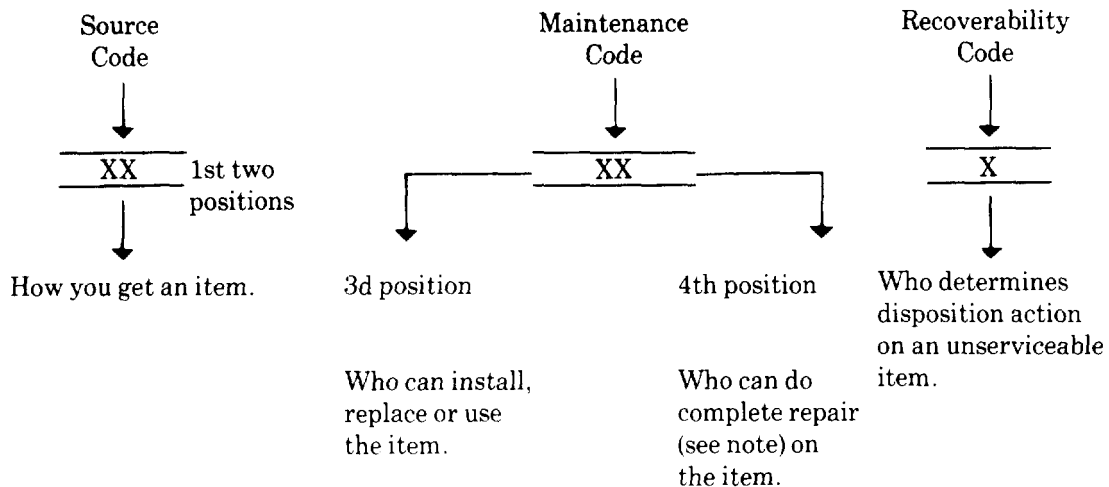 Source
Code
XX
1st two
positions
How you get an item.
Maintenance
Code
XX
3d position
Who can install,
replace or use
the item.
4th position
Who can do
complete repair
(see note) on
the item.
Recoverability
Code
X
Who determines
disposition action
on an unserviceable
item.